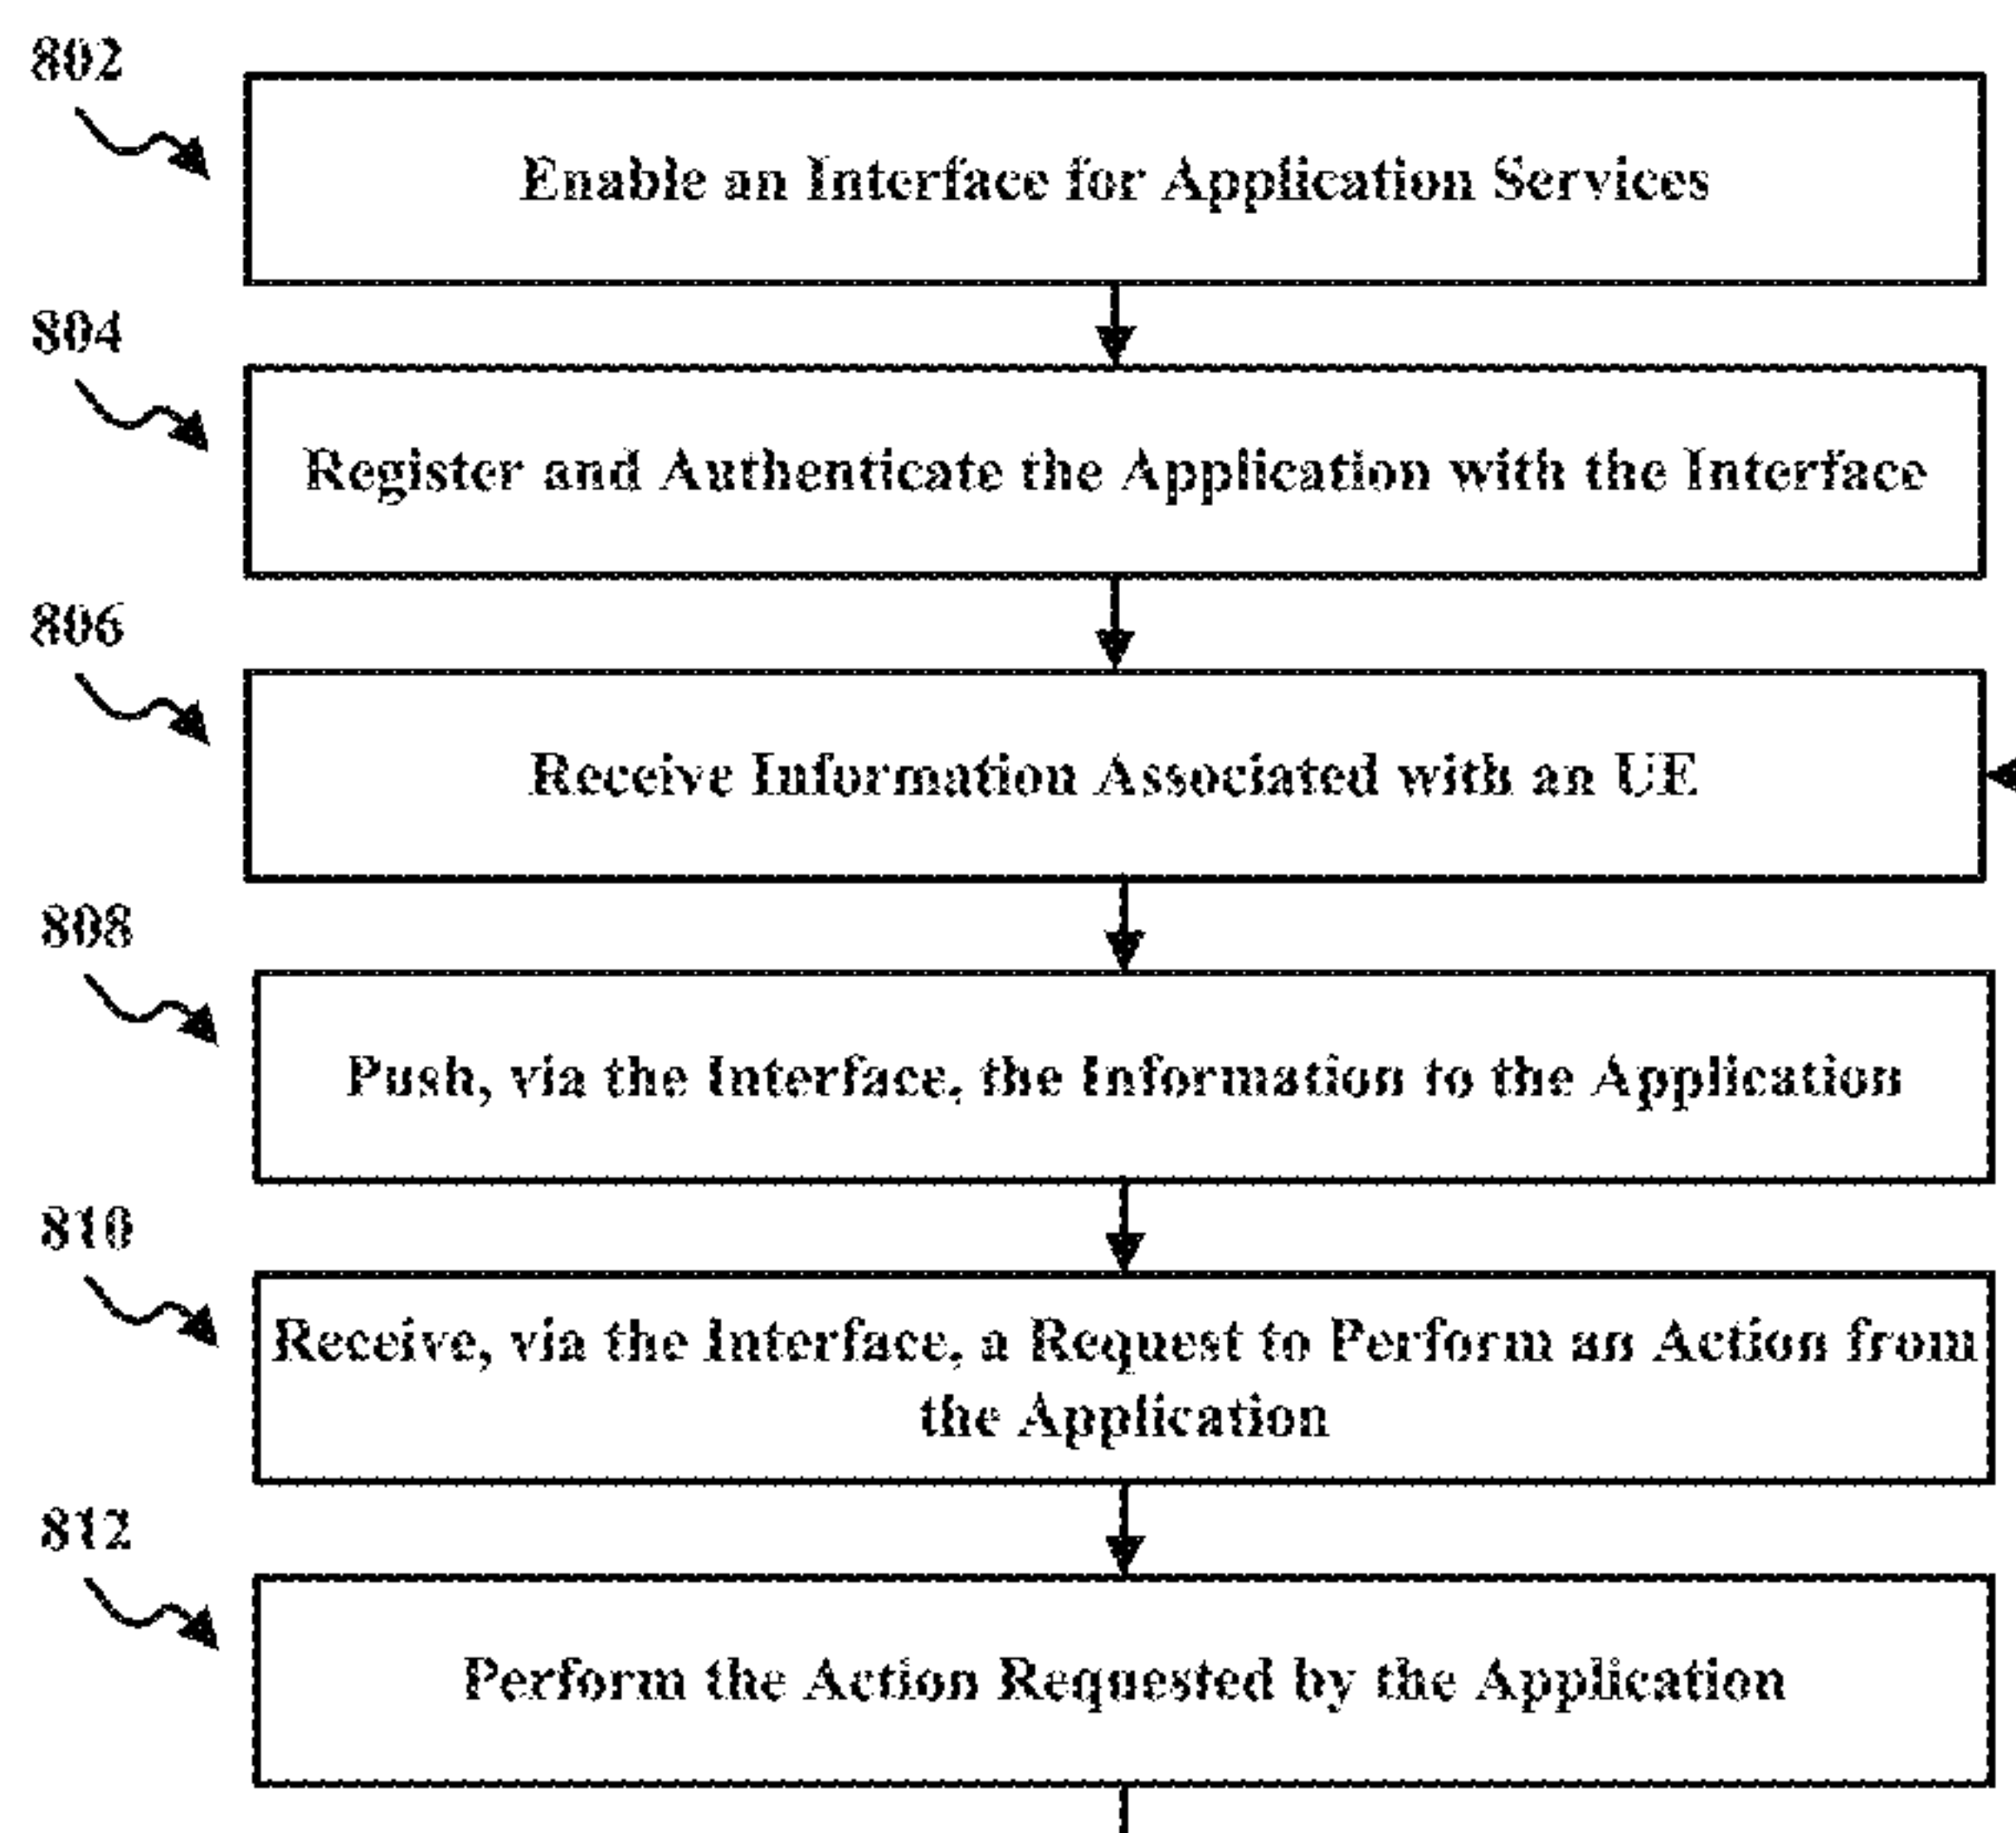 802
Enable an Interface for Application Services
804
Register and Authenticate the Application with the Interface
806
Receive Information Associated with an UE
808
Push, via the Interface, the Information to the Application
810
Receive, via the Interface, a Request to Perform an Action from
the Application
812
Perform the Action Requested by the Application